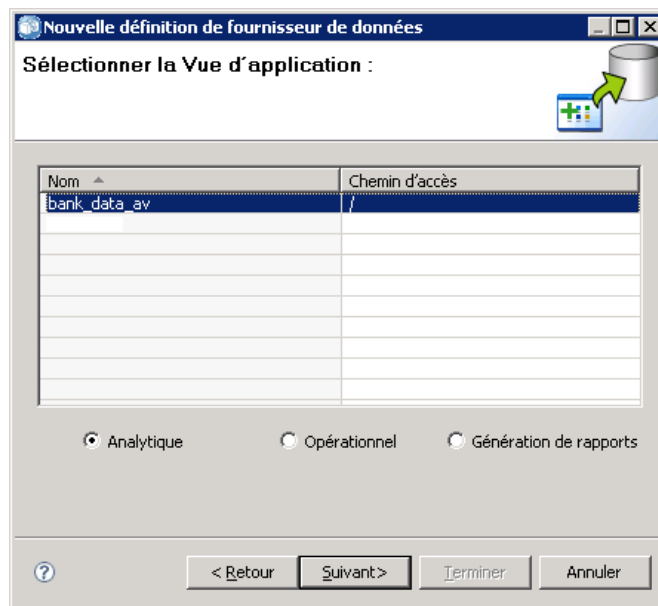 Nouvelle définition de fournisseur de données
Sélectionner la Vue d'application :
Nom Chemin d'accès
bank_data_av /
Analytique Opérationnel Génération de rapports
? < Retour Suivant> Terminer Annuler